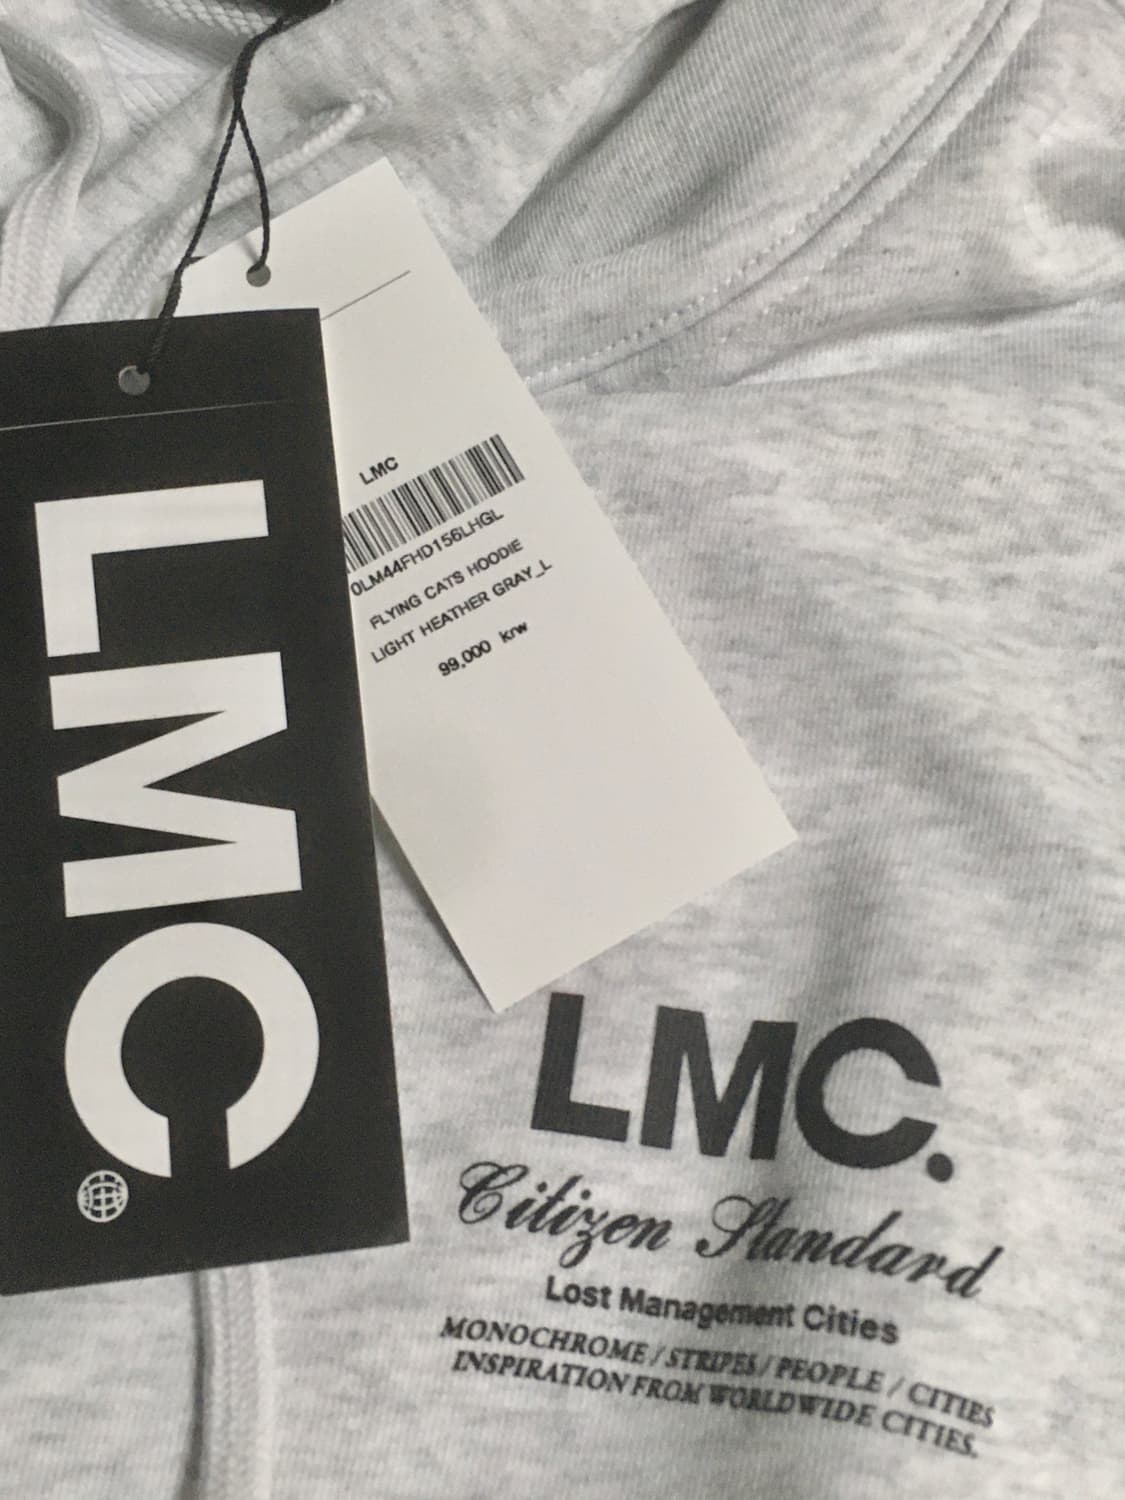 LMC
LMC
0LM44FHD156LHGL
FLYING CATS HOODIE
LIGHT HEATHER GRAY_L
99,000 krw
LMC.
Citizen Standard
Lost Management Cities
MONOCHROME / STRIPES / PEOPLE / CITIES
INSPIRATION FROM WORLDWIDE CITIES.